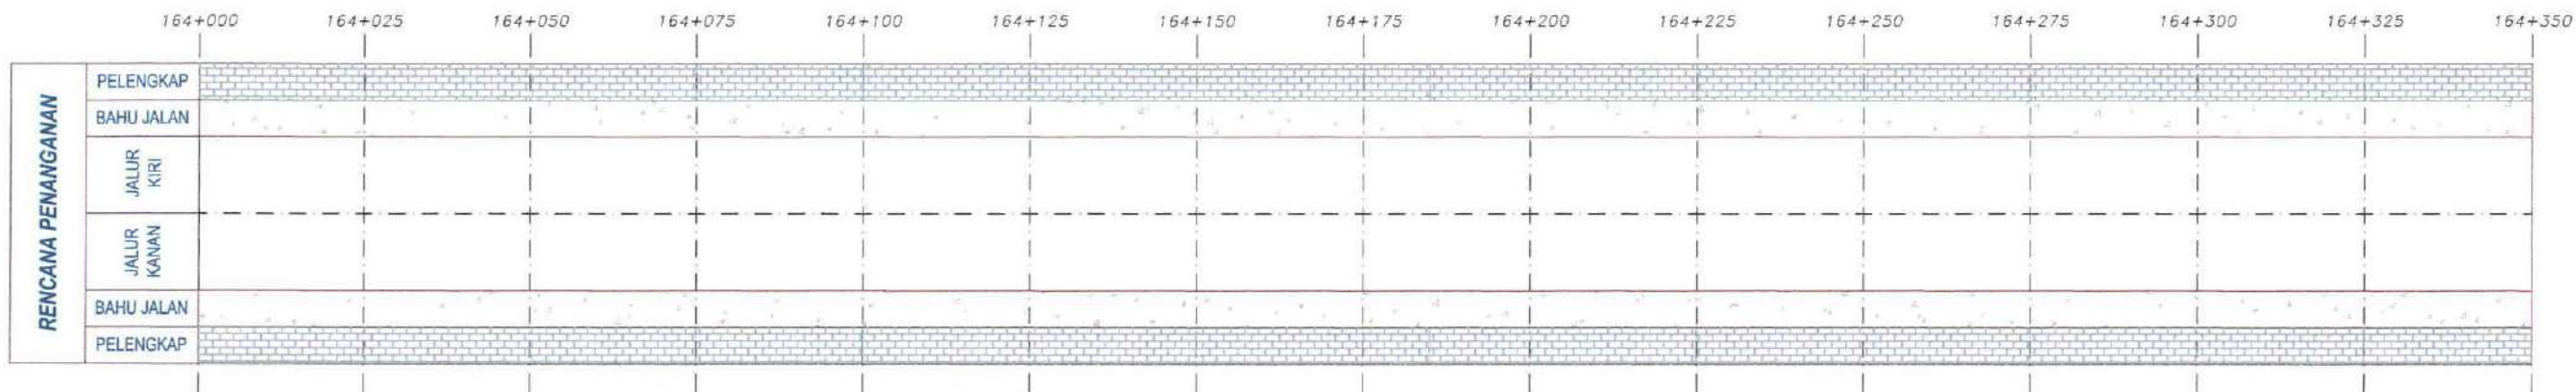 164+000 164+025 164+050 164+075 164+100 164+125 164+150 164+175 164+200 164+225 164+250 164+275 164+300 164+325 164+350
RENCANA PENANGANAN
PELENGKAP
BAHU JALAN
JALUR
KIRI
JALUR
KANAN
BAHU JALAN
PELENGKAP